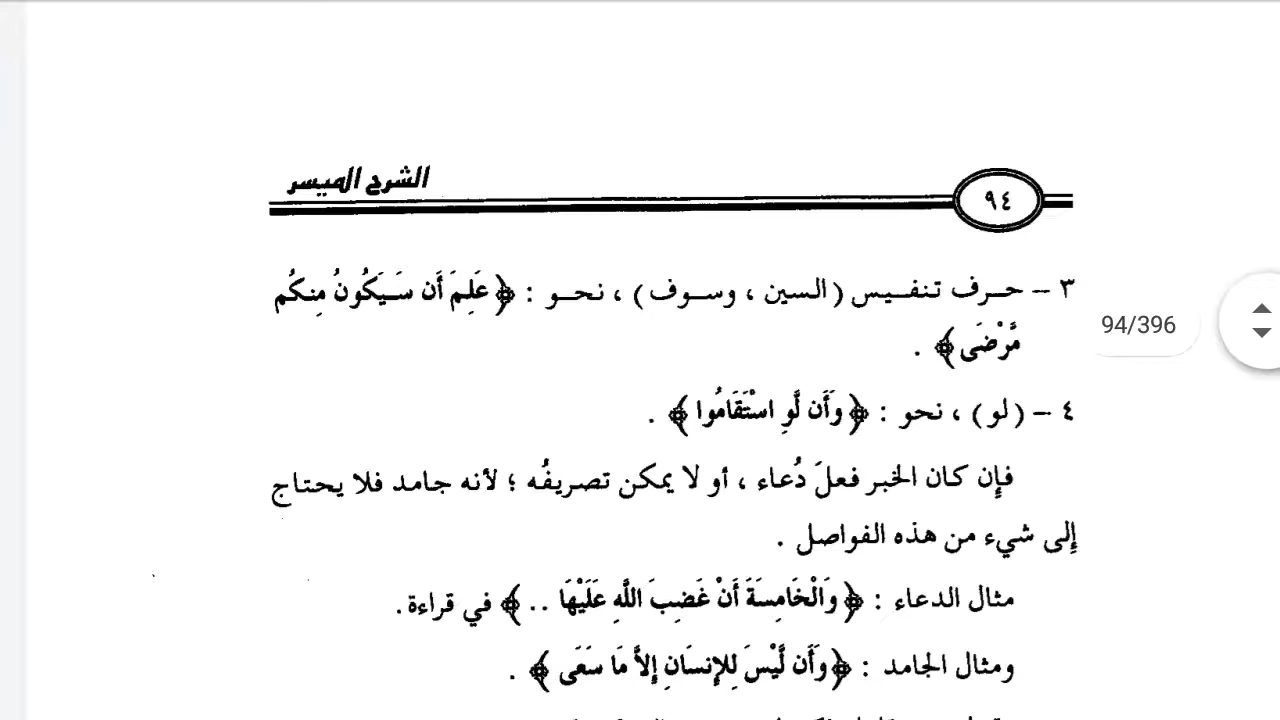 الشرح الميسر
٩٤
٣ – حرف تنفيس (السين ، وسوف) ، نحو : ﴿عَلِمَ أَن سَيَكُونُ مِنكُم
مَّرْضَى﴾ .
94/396
٤ – (لو) ، نحو : ﴿وَأَن لَّوِ اسْتَقَامُوا﴾ .
فإن كان الخبر فعلَ دُعاء ، أو لا يمكن تصريفُه ؛ لأنه جامد فلا يحتاج
إلى شيء من هذه الفواصل .
مثال الدعاء : ﴿وَالْخَامِسَةَ أَنْ غَضِبَ اللَّهِ عَلَيْهَا ..﴾ في قراءة.
ومثال الجامد : ﴿وَأَن لَّيْسَ لِلإِنسَانِ إِلاَّ مَا سَعَى﴾ .